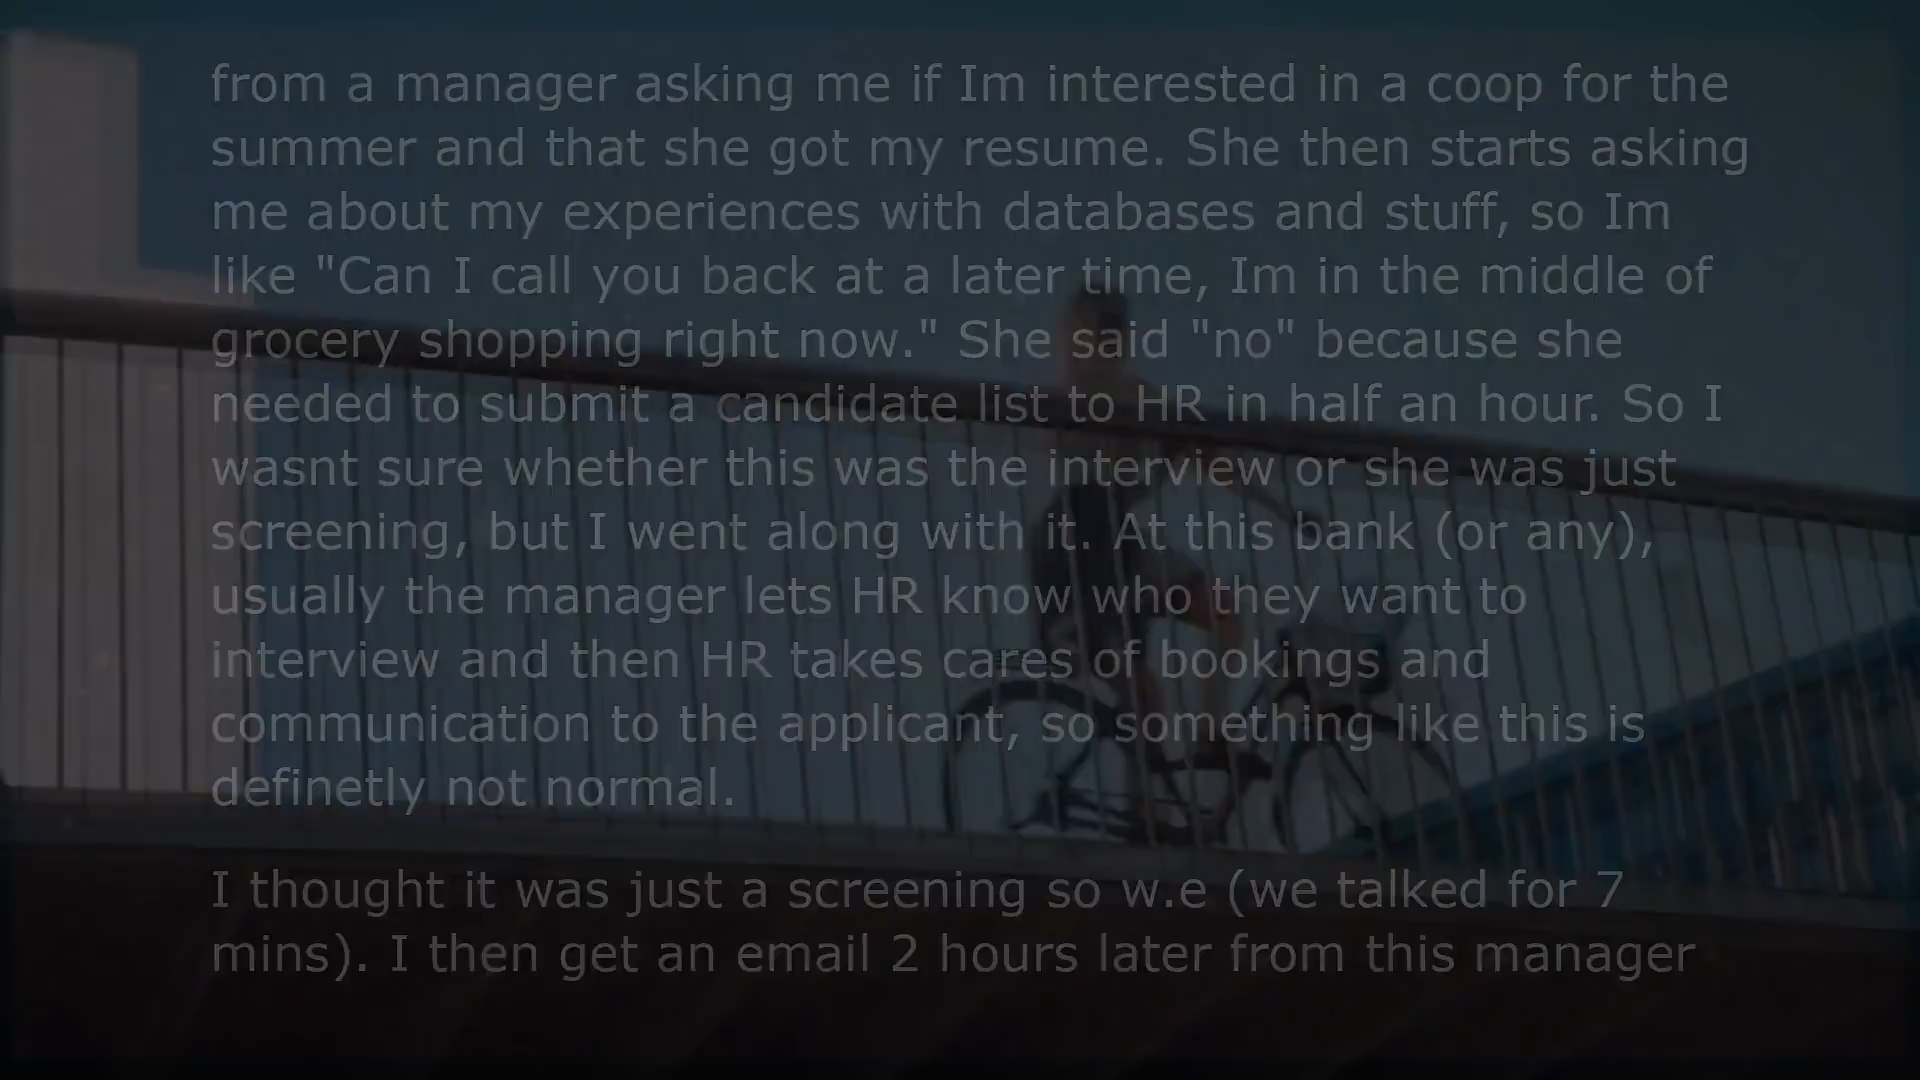 from a manager asking me if Im interested in a coop for the
summer and that she got my resume. She then starts asking
me about my experiences with databases and stuff, so Im
like "Can I call you back at a later time, Im in the middle of
grocery shopping right now." She said "no" because she
needed to submit a candidate list to HR in half an hour. So I
wasnt sure whether this was the interview or she was just
screening, but I went along with it. At this bank (or any),
usually the manager lets HR know who they want to
interview and then HR takes cares of bookings and
communication to the applicant, so something like this is
definetly not normal.
I thought it was just a screening so w.e (we talked for 7
mins). I then get an email 2 hours later from this manager